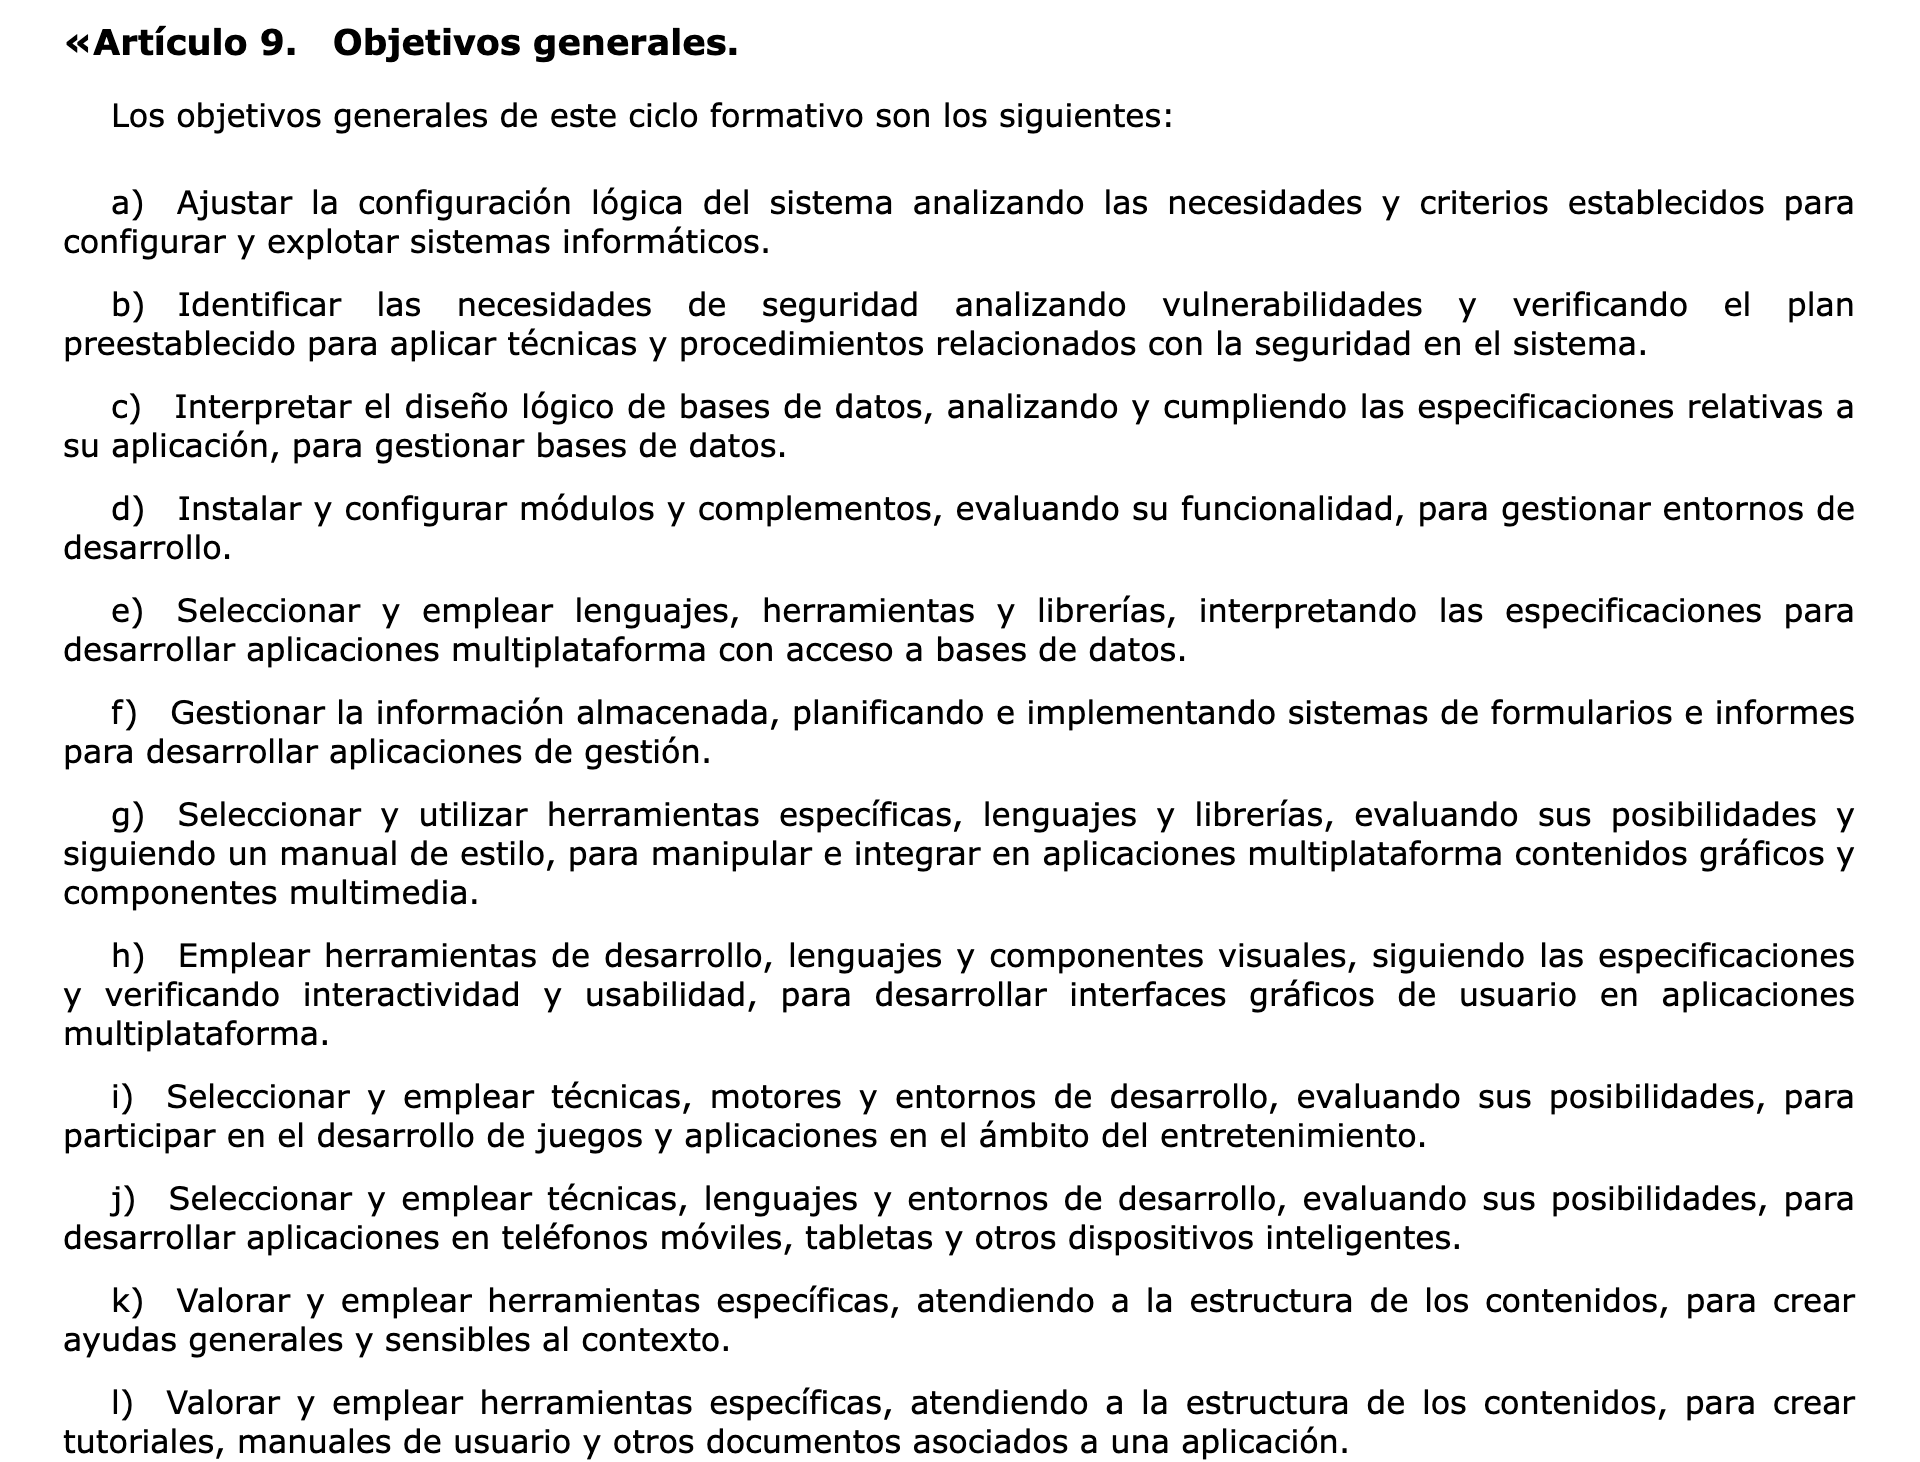 «Artículo 9. Objetivos generales.
Los objetivos generales de este ciclo formativo son los siguientes:
a) Ajustar la configuración lógica del sistema analizando las necesidades y criterios establecidos para
configurar y explotar sistemas informáticos.
b) Identificar las necesidades de seguridad analizando vulnerabilidades y verificando el plan
preestablecido para aplicar técnicas y procedimientos relacionados con la seguridad en el sistema.
c) Interpretar el diseño lógico de bases de datos, analizando y cumpliendo las especificaciones relativas a
su aplicación, para gestionar bases de datos.
d) Instalar y configurar módulos y complementos, evaluando su funcionalidad, para gestionar entornos de
desarrollo.
e) Seleccionar y emplear lenguajes, herramientas y librerías, interpretando las especificaciones para
desarrollar aplicaciones multiplataforma con acceso a bases de datos.
f) Gestionar la información almacenada, planificando e implementando sistemas de formularios e informes
para desarrollar aplicaciones de gestión.
g) Seleccionar y utilizar herramientas específicas, lenguajes y librerías, evaluando sus posibilidades y
siguiendo un manual de estilo, para manipular e integrar en aplicaciones multiplataforma contenidos gráficos y
componentes multimedia.
h) Emplear herramientas de desarrollo, lenguajes y componentes visuales, siguiendo las especificaciones
y verificando interactividad y usabilidad, para desarrollar interfaces gráficos de usuario en aplicaciones
multiplataforma.
i) Seleccionar y emplear técnicas, motores y entornos de desarrollo, evaluando sus posibilidades, para
participar en el desarrollo de juegos y aplicaciones en el ámbito del entretenimiento.
j) Seleccionar y emplear técnicas, lenguajes y entornos de desarrollo, evaluando sus posibilidades, para
desarrollar aplicaciones en teléfonos móviles, tabletas y otros dispositivos inteligentes.
k) Valorar y emplear herramientas específicas, atendiendo a la estructura de los contenidos, para crear
ayudas generales y sensibles al contexto.
l) Valorar y emplear herramientas específicas, atendiendo a la estructura de los contenidos, para crear
tutoriales, manuales de usuario y otros documentos asociados a una aplicación.